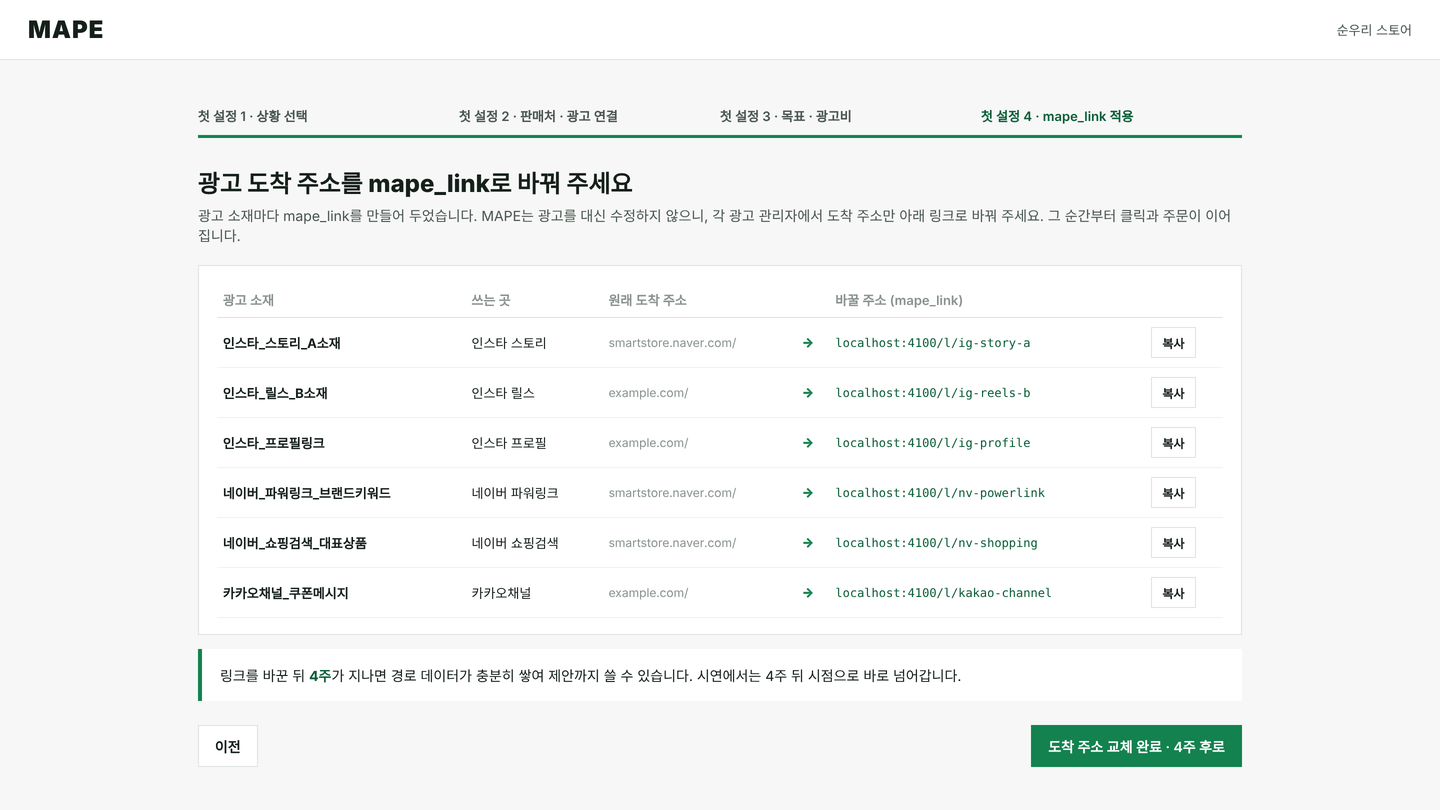 MAPE
순우리 스토어
첫 설정 1 · 상황 선택
첫 설정 2 · 판매처 · 광고 연결
첫 설정 3 · 목표 · 광고비
첫 설정 4 · mape_link 적용
광고 도착 주소를 mape_link로 바꿔 주세요
광고 소재마다 mape_link를 만들어 두었습니다. MAPE는 광고를 대신 수정하지 않으니, 각 광고 관리자에서 도착 주소만 아래 링크로 바꿔 주세요. 그 순간부터 클릭과 주문이 이어
집니다.
광고 소재 쓰는 곳 원래 도착 주소 바꿀 주소 (mape_link)
인스타_스토리_A소재 인스타 스토리 smartstore.naver.com/ → localhost:4100/l/ig-story-a 복사
인스타_릴스_B소재 인스타 릴스 example.com/ → localhost:4100/l/ig-reels-b 복사
인스타_프로필링크 인스타 프로필 example.com/ → localhost:4100/l/ig-profile 복사
네이버_파워링크_브랜드키워드 네이버 파워링크 smartstore.naver.com/ → localhost:4100/l/nv-powerlink 복사
네이버_쇼핑검색_대표상품 네이버 쇼핑검색 smartstore.naver.com/ → localhost:4100/l/nv-shopping 복사
카카오채널_쿠폰메시지 카카오채널 example.com/ → localhost:4100/l/kakao-channel 복사
링크를 바꾼 뒤 4주가 지나면 경로 데이터가 충분히 쌓여 제안까지 쓸 수 있습니다. 시연에서는 4주 뒤 시점으로 바로 넘어갑니다.
이전
도착 주소 교체 완료 · 4주 후로